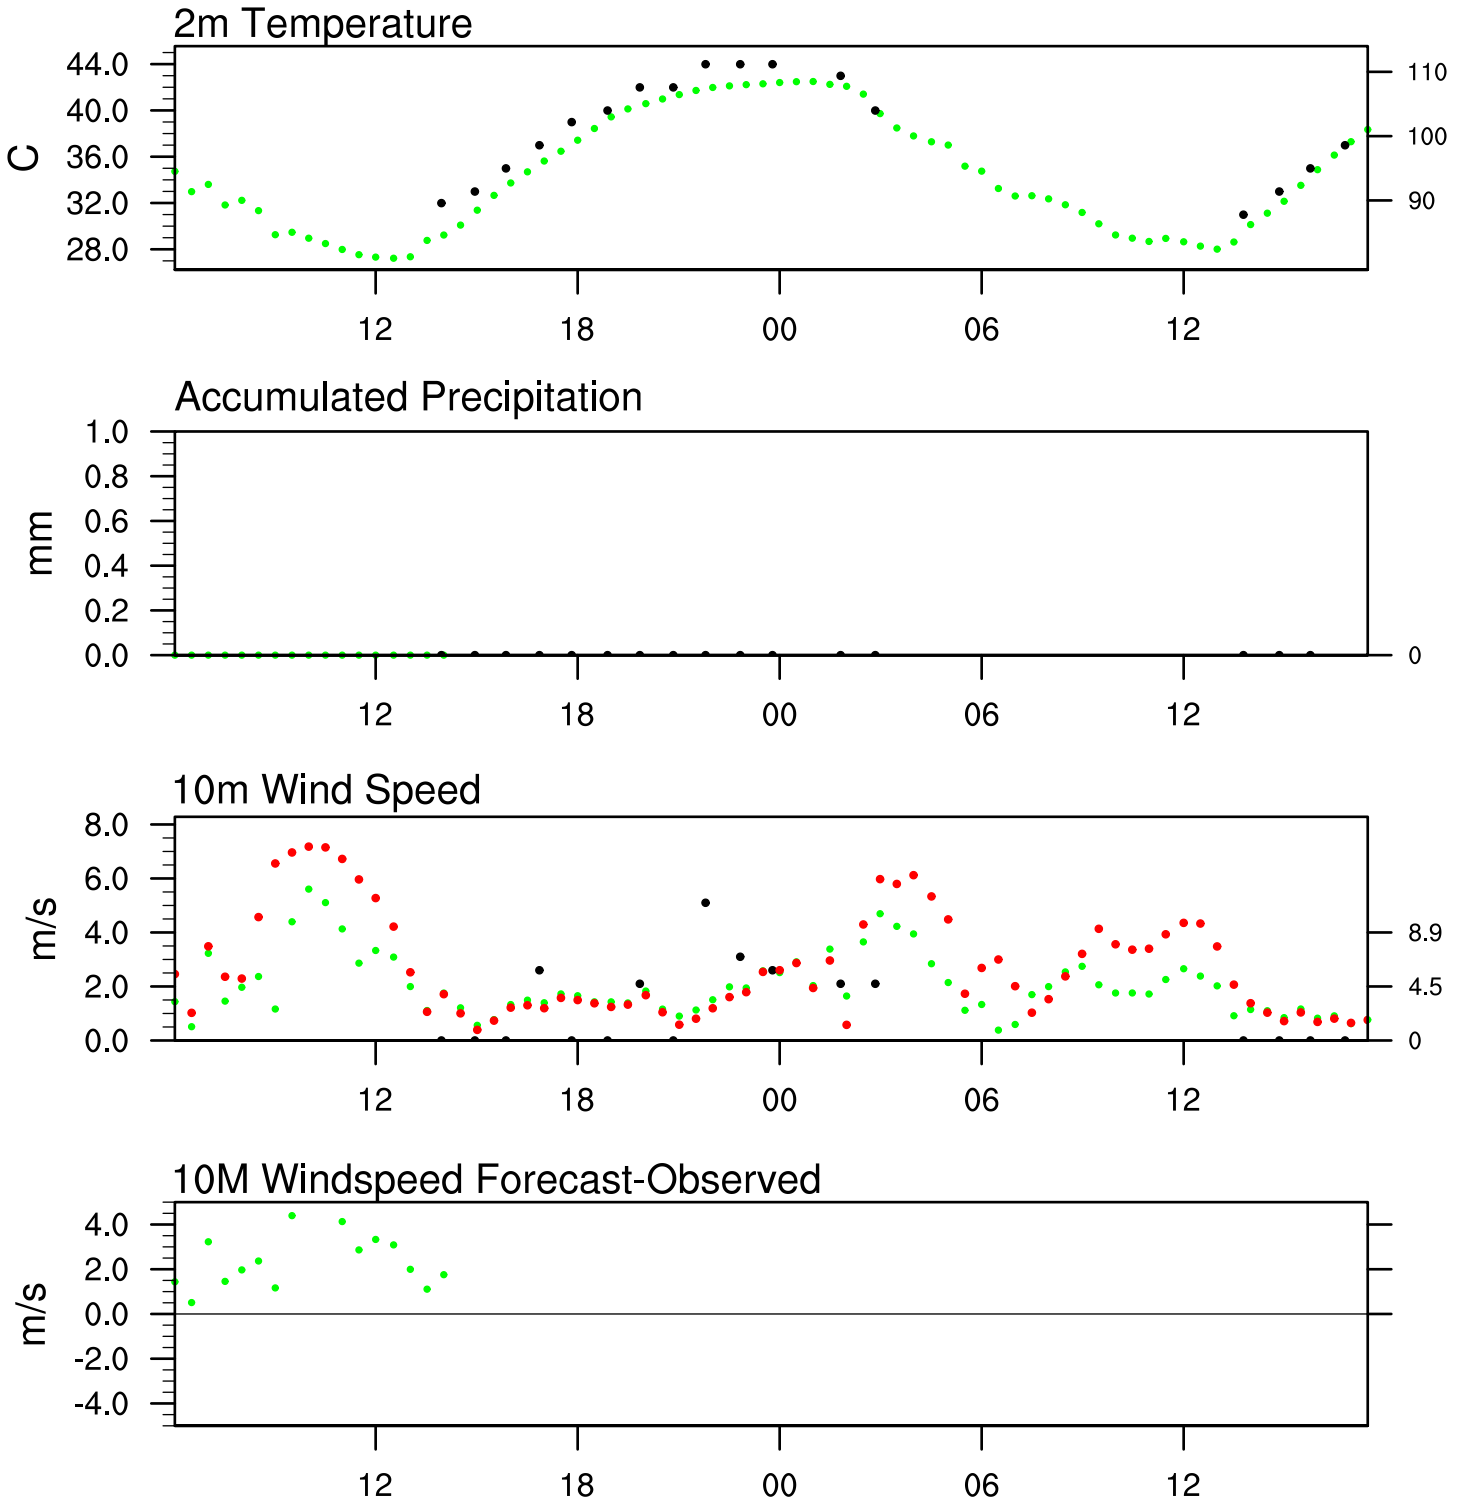 2m Temperature
44.0
40.0
36.0
32.0
28.0
C
110
100
90
12 18 00 06 12
Accumulated Precipitation
1.0
0.8
0.6
0.4
0.2
0.0
mm
0
12 18 00 06 12
10m Wind Speed
8.0
6.0
4.0
2.0
0.0
m/s
8.9
4.5
0
12 18 00 06 12
10M Windspeed Forecast-Observed
4.0
2.0
0.0
-2.0
-4.0
m/s
12 18 00 06 12